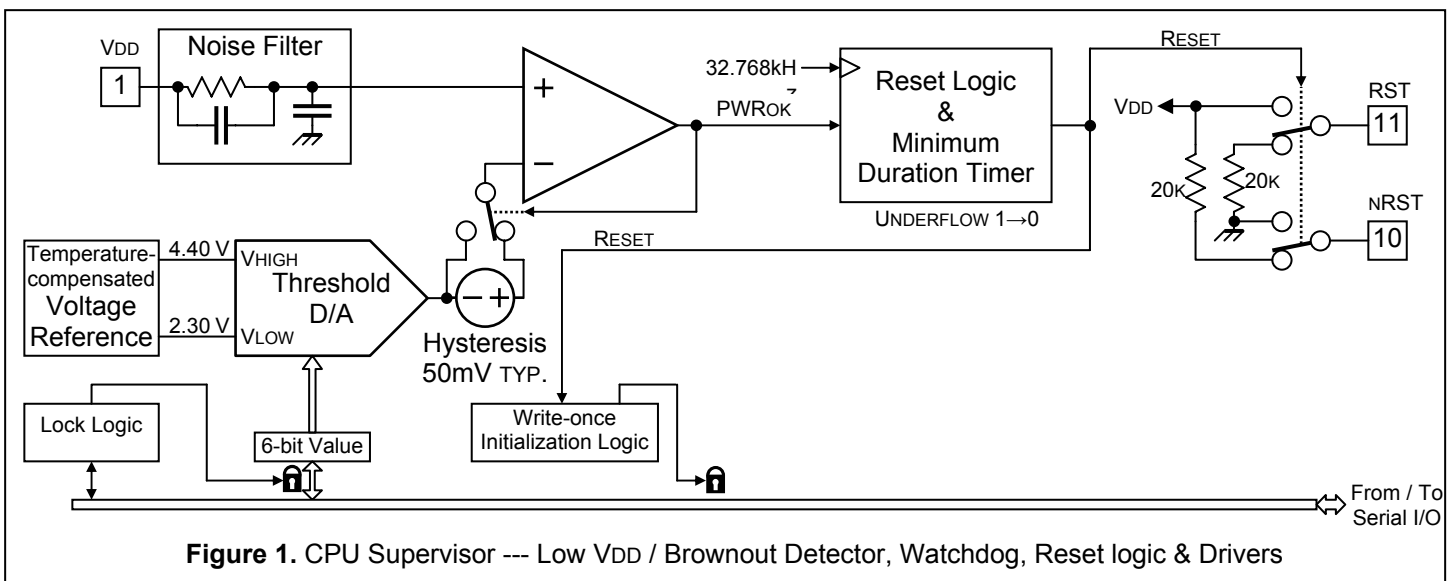 VDD
1
Noise Filter
+
−
32.768kH
z
PWROK
Reset Logic
&
Minimum
Duration Timer
UNDERFLOW 1→0
RESET
VDD
20K
20K
RST
11
NRST
10
RESET
Temperature-
compensated
Voltage
Reference
4.40 V
2.30 V
VHIGH
VLOW
Threshold
D/A
− +
Hysteresis
50mV TYP.
Lock Logic
6-bit Value
Write-once
Initialization Logic
From / To
Serial I/O
Figure 1. CPU Supervisor --- Low VDD / Brownout Detector, Watchdog, Reset logic & Drivers